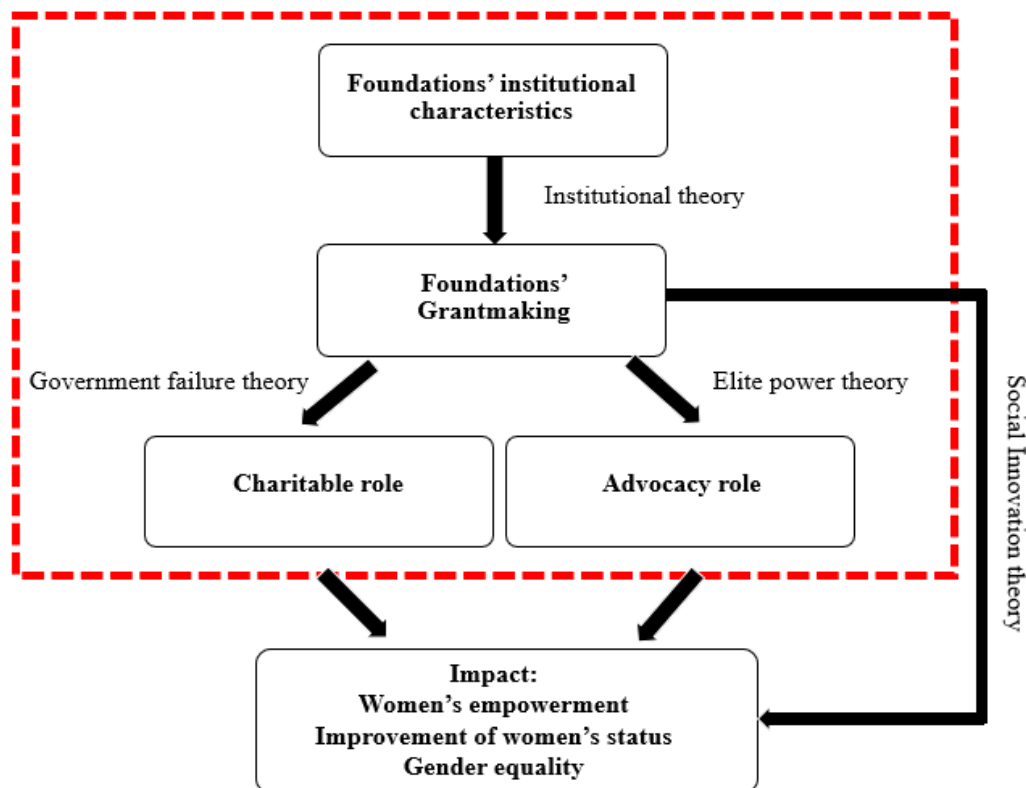 Foundations’ institutional
characteristics
Institutional theory
Foundations’
Grantmaking
Government failure theory
Elite power theory
Charitable role
Advocacy role
Social Innovation theory
Impact:
Women’s empowerment
Improvement of women’s status
Gender equality